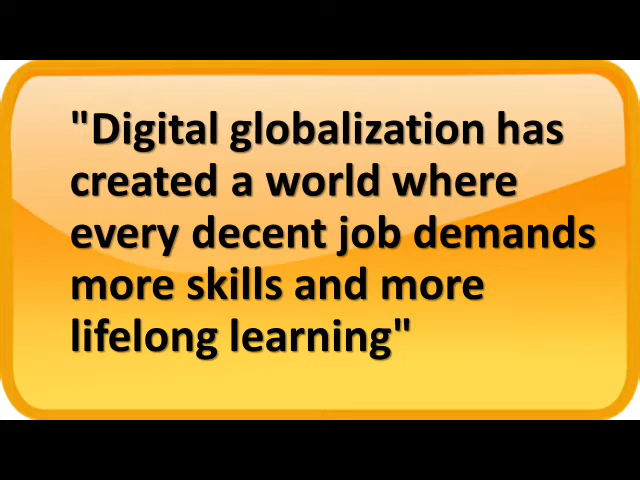 "Digital globalization has
created a world where
every decent job demands
more skills and more
lifelong learning"